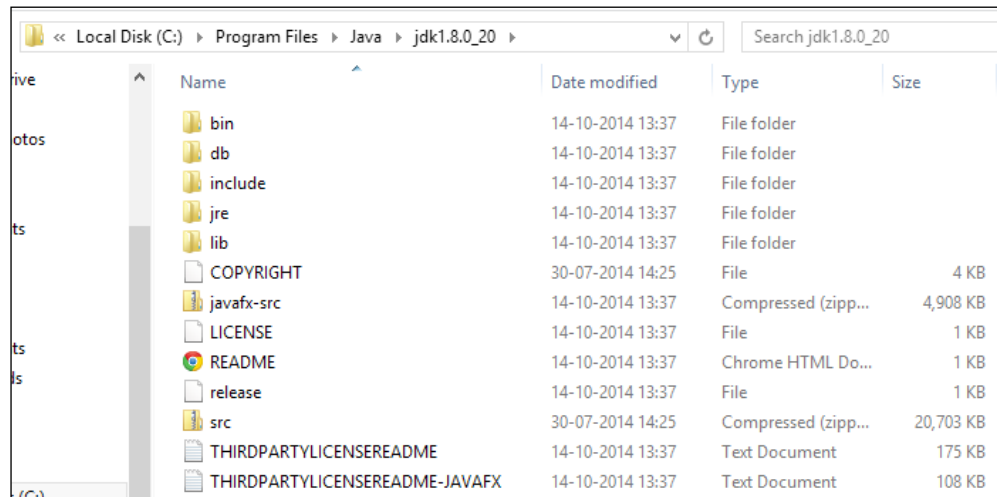 « Local Disk (C:) › Program Files › Java › jdk1.8.0_20 › Search jdk1.8.0_20
ive Name Date modified Type Size
bin 14-10-2014 13:37 File folder
otos
db 14-10-2014 13:37 File folder
include 14-10-2014 13:37 File folder
jre 14-10-2014 13:37 File folder
ts
lib 14-10-2014 13:37 File folder
COPYRIGHT 30-07-2014 14:25 File 4 KB
javafx-src 14-10-2014 13:37 Compressed (zipp... 4,908 KB
LICENSE 14-10-2014 13:37 File 1 KB
ts
README 14-10-2014 13:37 Chrome HTML Do... 1 KB
ds
release 14-10-2014 13:37 File 1 KB
src 30-07-2014 14:25 Compressed (zipp... 20,703 KB
THIRDPARTYLICENSEREADME 14-10-2014 13:37 Text Document 175 KB
THIRDPARTYLICENSEREADME-JAVAFX 14-10-2014 13:37 Text Document 108 KB
(C:)